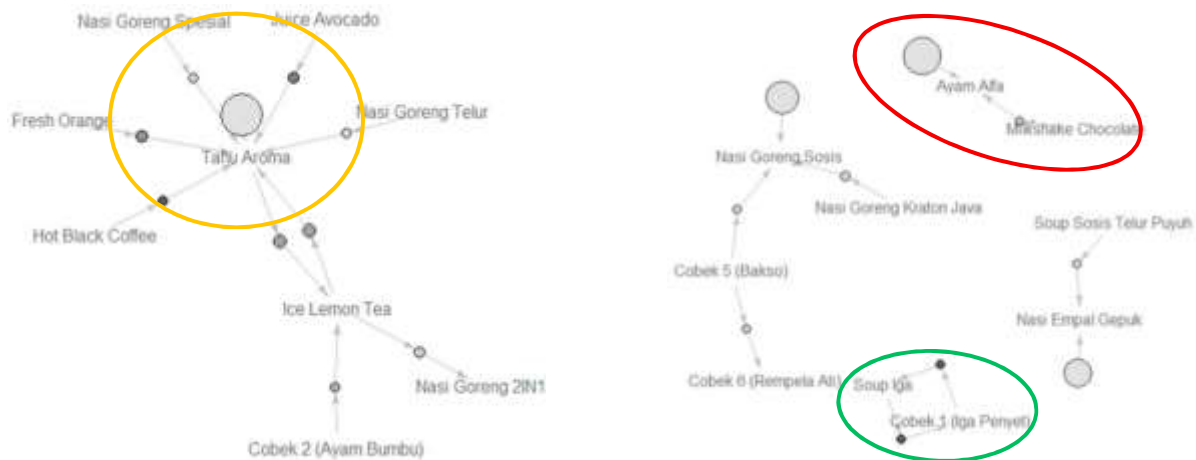 Nasi Goreng Spesial
Juice Avocado
Fresh Orange
Nasi Goreng Telur
Tahu Aroma
Hot Black Coffee
Ice Lemon Tea
Nasi Goreng 2IN1
Cobek 2 (Ayam Bumbu)
Ayam Alfa
Milkshake Chocolate
Nasi Goreng Sosis
Nasi Goreng Kraton Java
Soup Sosis Telur Puyuh
Cobek 5 (Bakso)
Nasi Empal Gepuk
Cobek 6 (Rempela Ati)
Soup Iga
Cobek 1 (Iga Penyet)